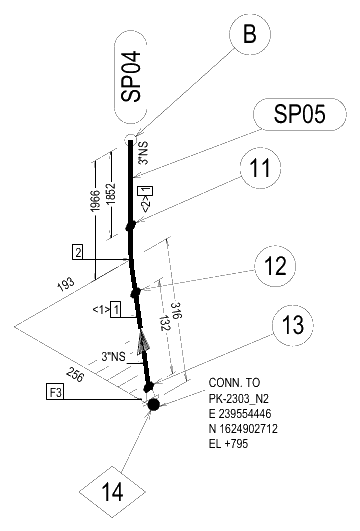 B
SP04
SP05
3"NS
11
1966
1852
<2>
1
2
12
193
<1>
1
132
316
13
3"NS
256
F3
CONN. TO
PK-2303_N2
E 239554446
N 1624902712
EL +795
14